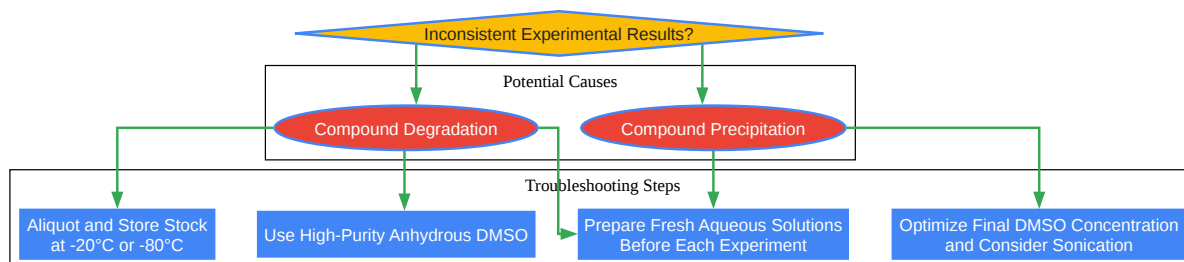 Inconsistent Experimental Results?
Potential Causes
Compound Degradation
Compound Precipitation
Troubleshooting Steps
Aliquot and Store Stock
at -20°C or -80°C
Use High-Purity Anhydrous DMSO
Prepare Fresh Aqueous Solutions
Before Each Experiment
Optimize Final DMSO Concentration
and Consider Sonication